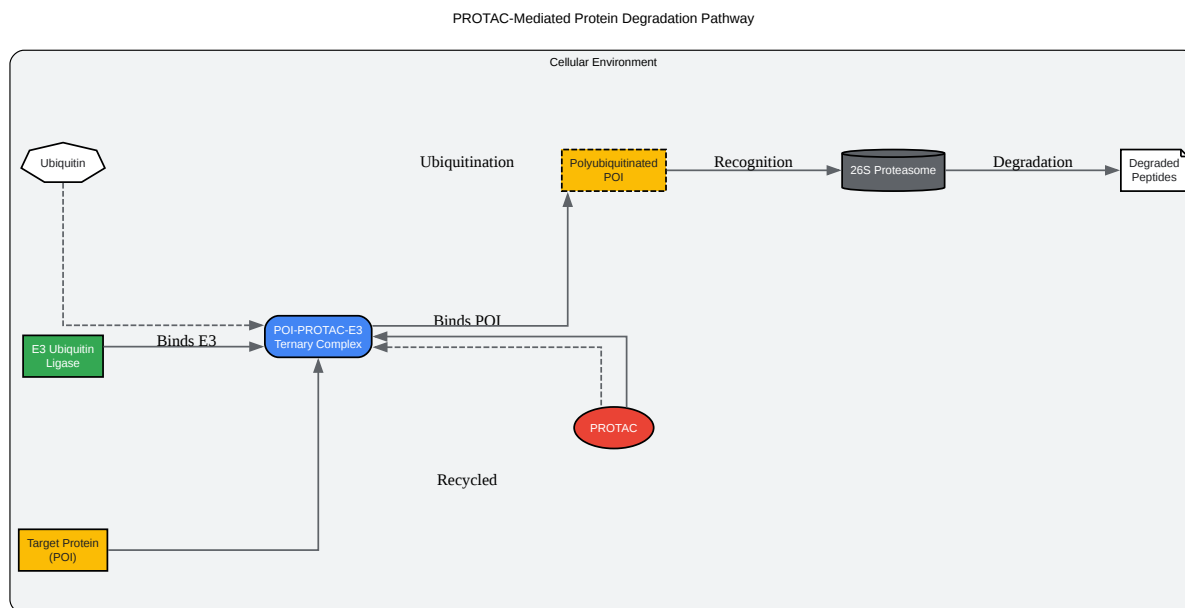 PROTAC-Mediated Protein Degradation Pathway
Cellular Environment
Ubiquitin
Ubiquitination
Polyubiquitinated
POI
Recognition
26S Proteasome
Degradation
Degraded
Peptides
E3 Ubiquitin
Ligase
Binds E3
POI-PROTAC-E3
Ternary Complex
Binds POI
PROTAC
Recycled
Target Protein
(POI)